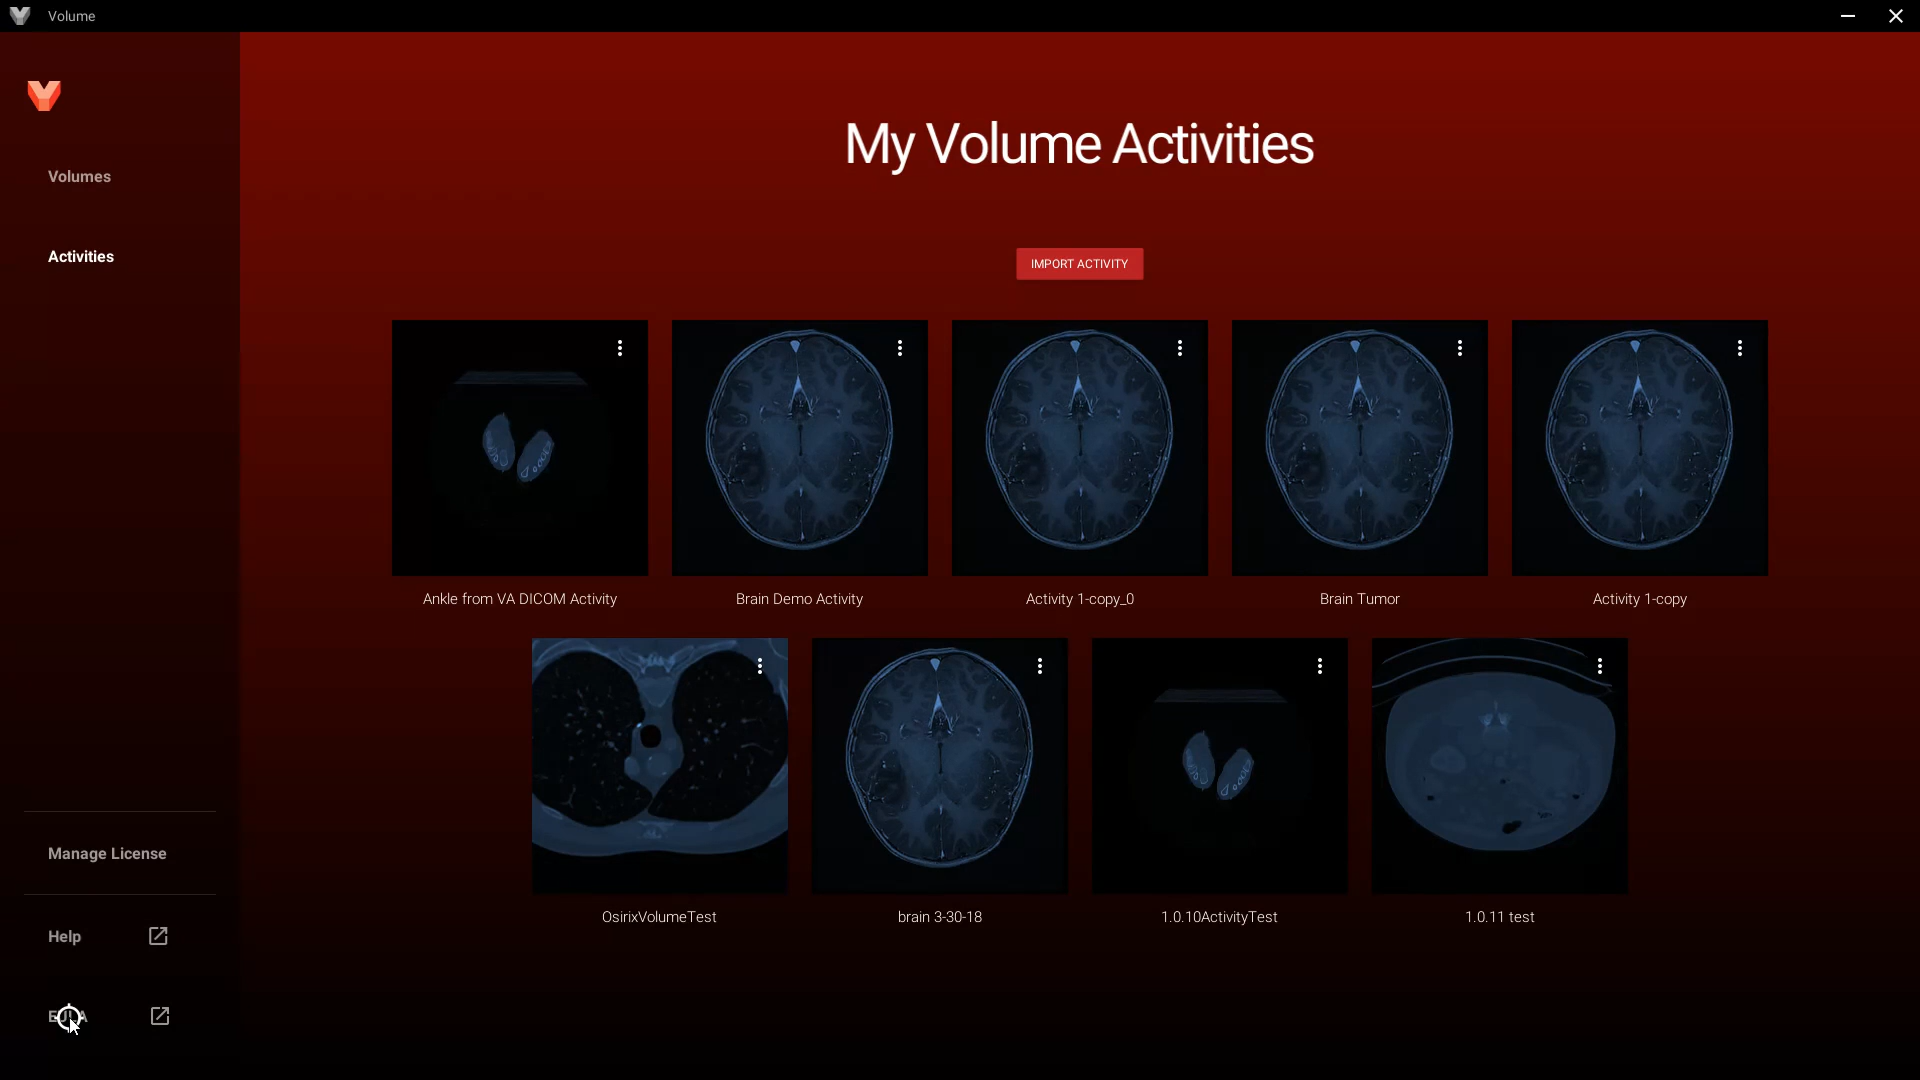 Volume
My Volume Activities
Volumes
Activities
IMPORT ACTIVITY
Ankle from VA DICOM Activity
Brain Demo Activity
Activity 1-copy_0
Brain Tumor
Activity 1-copy
OsirixVolumeTest
brain 3-30-18
1.0.10ActivityTest
1.0.11 test
Manage License
Help
EULA